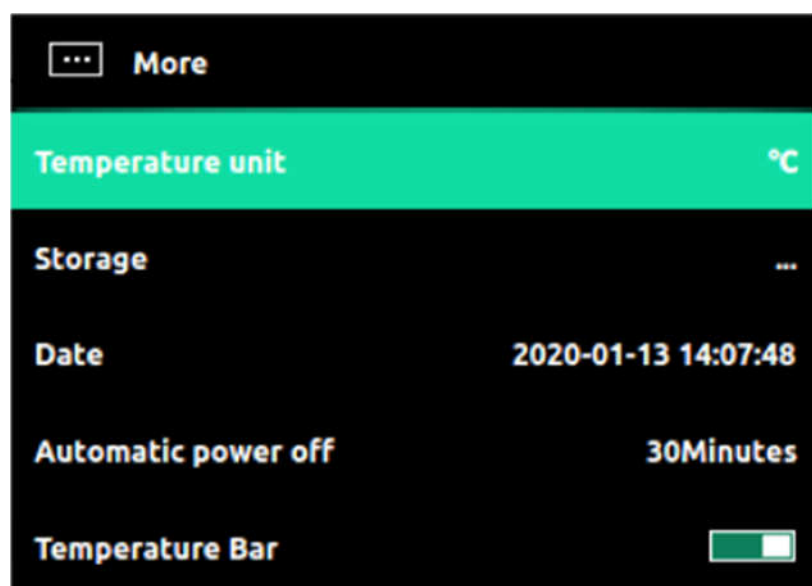 More
Temperature unit ℃
Storage ...
Date 2020-01-13 14:07:48
Automatic power off 30Minutes
Temperature Bar